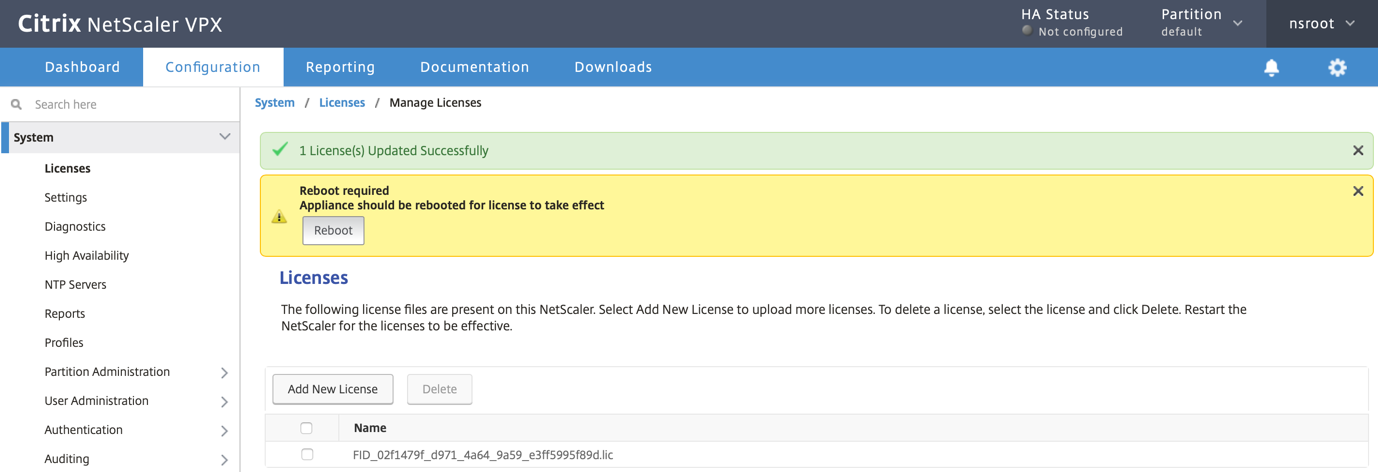 Citrix NetScaler VPX
HA Status
Not configured
Partition
default
nsroot
Dashboard
Configuration
Reporting
Documentation
Downloads
Search here
System
Licenses
Settings
Diagnostics
High Availability
NTP Servers
Reports
Profiles
Partition Administration
User Administration
Authentication
Auditing
System / Licenses / Manage Licenses
1 License(s) Updated Successfully
Reboot required
Appliance should be rebooted for license to take effect
Reboot
Licenses
The following license files are present on this NetScaler. Select Add New License to upload more licenses. To delete a license, select the license and click Delete. Restart the
NetScaler for the licenses to be effective.
Add New License
Delete
Name
FID_02f1479f_d971_4a64_9a59_e3ff5995f89d.lic